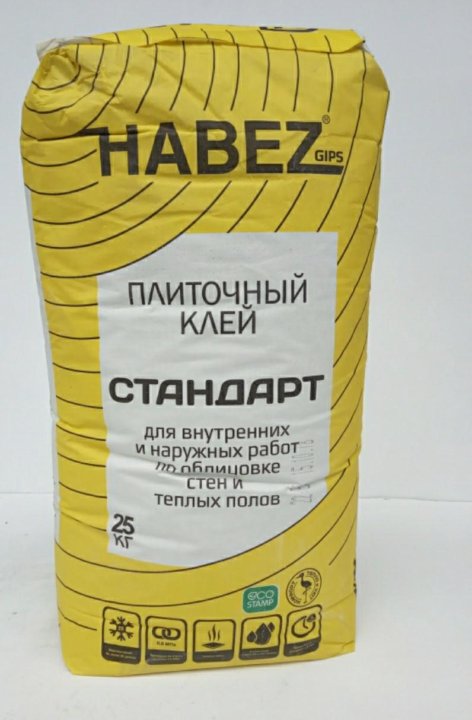 HABEZ®
GIPS
ПЛИТОЧНЫЙ
КЛЕЙ
СТАНДАРТ
для внутренних
и наружных работ
по облицовке
стен и
теплых полов
25
КГ
ECO
STAMP